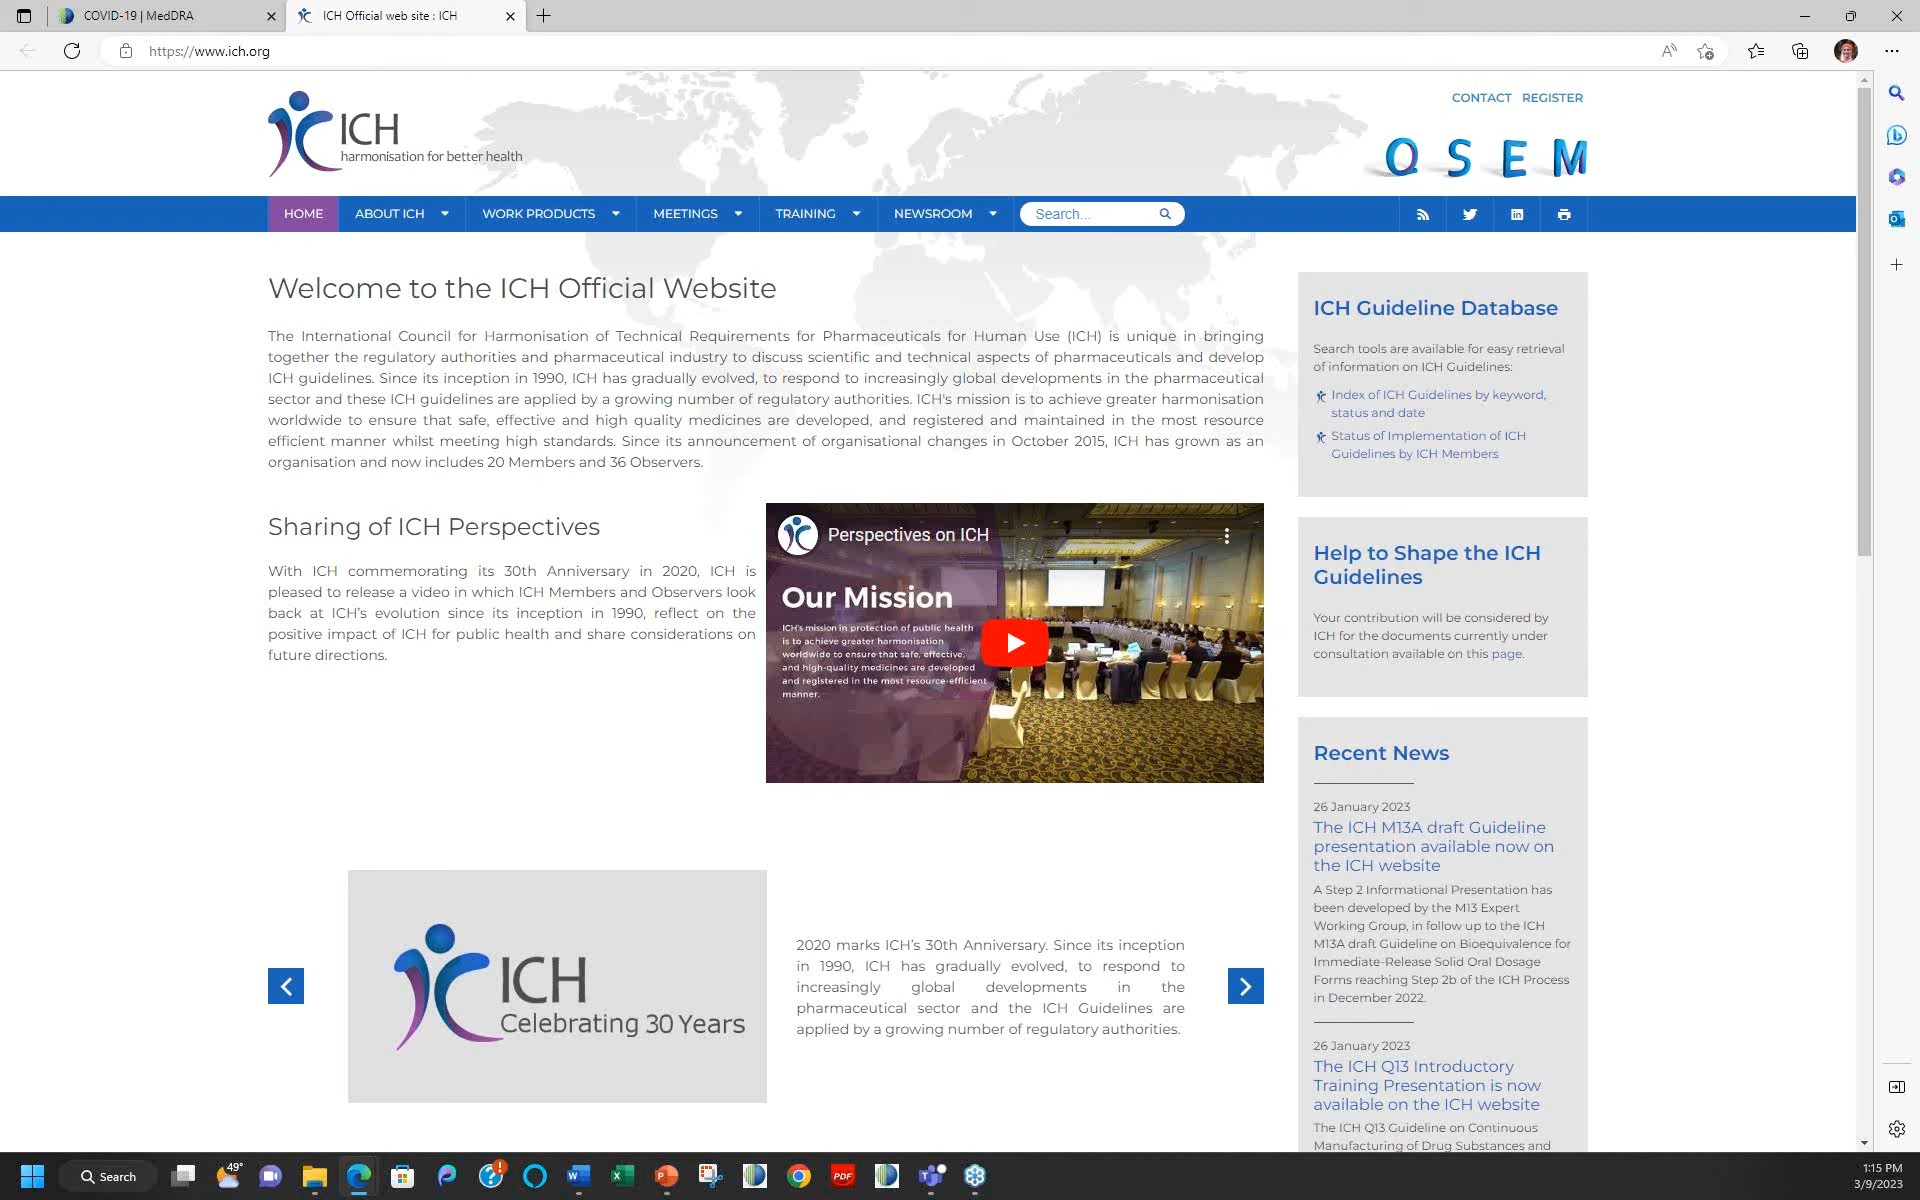 COVID-19 | MedDRA
ICH Official web site : ICH
https://www.ich.org
CONTACT REGISTER
ICH
harmonisation for better health
Q S E M
HOME
ABOUT ICH
WORK PRODUCTS
MEETINGS
TRAINING
NEWSROOM
Search...
Welcome to the ICH Official Website
The International Council for Harmonisation of Technical Requirements for Pharmaceuticals for Human Use (ICH) is unique in bringing
together the regulatory authorities and pharmaceutical industry to discuss scientific and technical aspects of pharmaceuticals and develop
ICH guidelines. Since its inception in 1990, ICH has gradually evolved, to respond to increasingly global developments in the pharmaceutical
sector and these ICH guidelines are applied by a growing number of regulatory authorities. ICH's mission is to achieve greater harmonisation
worldwide to ensure that safe, effective and high quality medicines are developed, and registered and maintained in the most resource
efficient manner whilst meeting high standards. Since its announcement of organisational changes in October 2015, ICH has grown as an
organisation and now includes 20 Members and 36 Observers.
Sharing of ICH Perspectives
With ICH commemorating its 30th Anniversary in 2020, ICH is
pleased to release a video in which ICH Members and Observers look
back at ICH's evolution since its inception in 1990, reflect on the
positive impact of ICH for public health and share considerations on
future directions.
Perspectives on ICH
Our Mission
ICH's mission in protection of public health
is to achieve greater harmonisation
worldwide to ensure that safe, effective,
and high-quality medicines are developed
and registered in the most resource-efficient
manner.
ICH
Celebrating 30 Years
2020 marks ICH's 30th Anniversary. Since its inception
in 1990, ICH has gradually evolved, to respond to
increasingly global developments in the
pharmaceutical sector and the ICH Guidelines are
applied by a growing number of regulatory authorities.
ICH Guideline Database
Search tools are available for easy retrieval
of information on ICH Guidelines:
Index of ICH Guidelines by keyword,
status and date
Status of Implementation of ICH
Guidelines by ICH Members
Help to Shape the ICH
Guidelines
Your contribution will be considered by
ICH for the documents currently under
consultation available on this page.
Recent News
26 January 2023
The ICH M13A draft Guideline
presentation available now on
the ICH website
A Step 2 Informational Presentation has
been developed by the M13 Expert
Working Group, in follow up to the ICH
M13A draft Guideline on Bioequivalence for
Immediate-Release Solid Oral Dosage
Forms reaching Step 2b of the ICH Process
in December 2022.
26 January 2023
The ICH Q13 Introductory
Training Presentation is now
available on the ICH website
The ICH Q13 Guideline on Continuous
Manufacturing of Drug Substances and
Search
49°
PDF
1:15 PM
3/9/2023